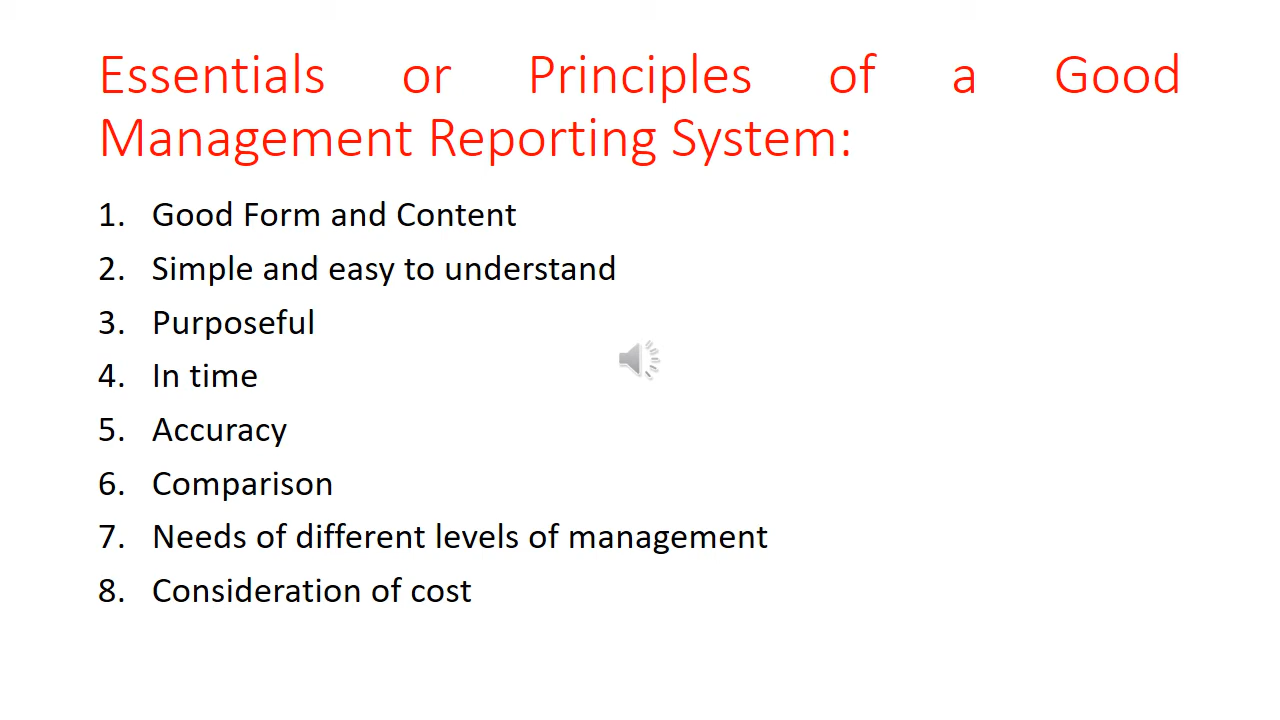 Essentials or Principles of a Good
Management Reporting System:
1. Good Form and Content
2. Simple and easy to understand
3. Purposeful
4. In time
5. Accuracy
6. Comparison
7. Needs of different levels of management
8. Consideration of cost